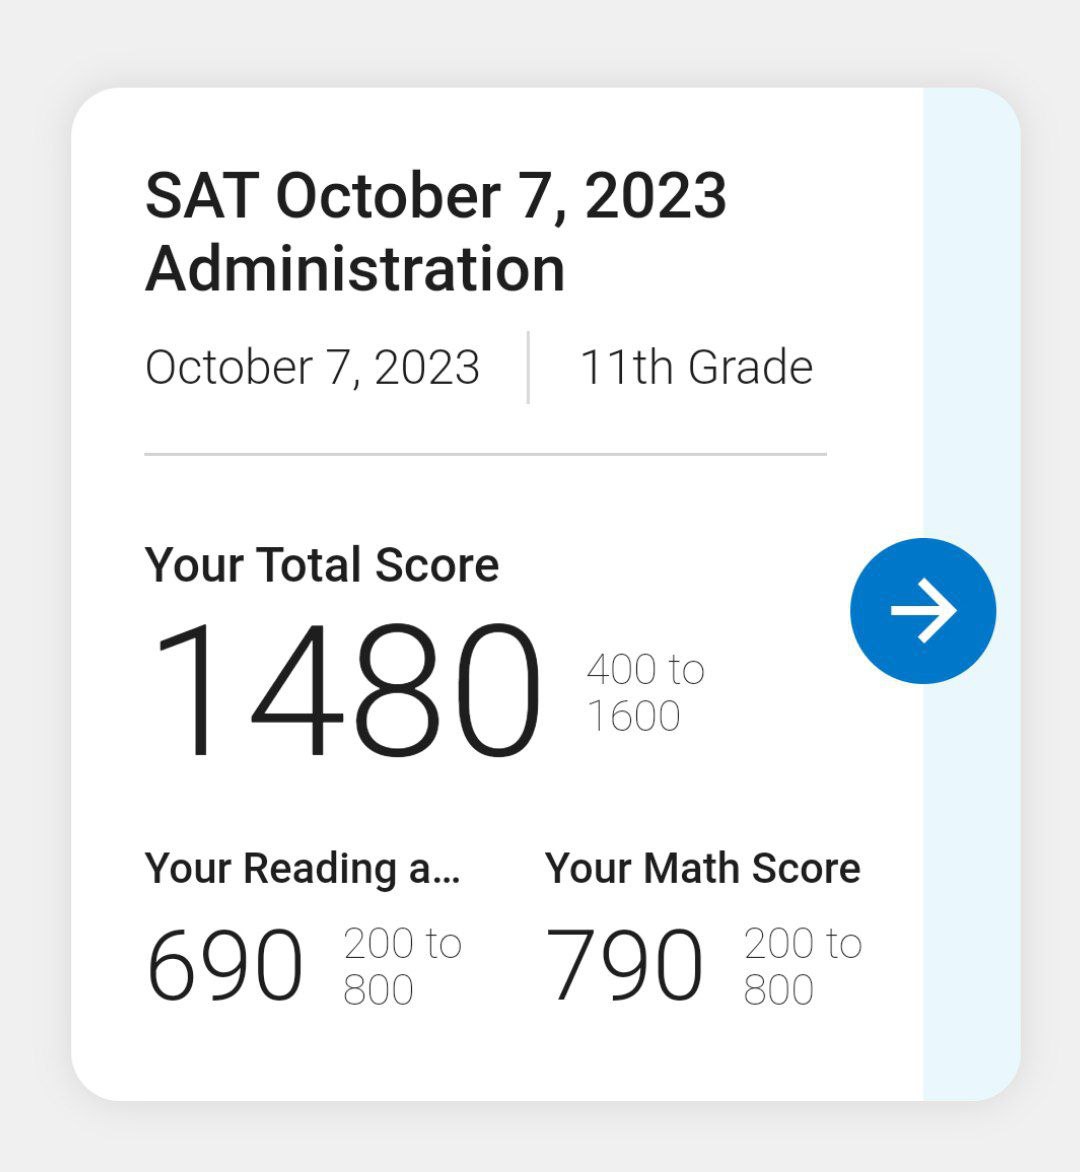 SAT October 7, 2023
Administration
October 7, 2023 11th Grade
Your Total Score
1480 400 to
1600
Your Reading a... Your Math Score
690 200 to 790 200 to
800 800